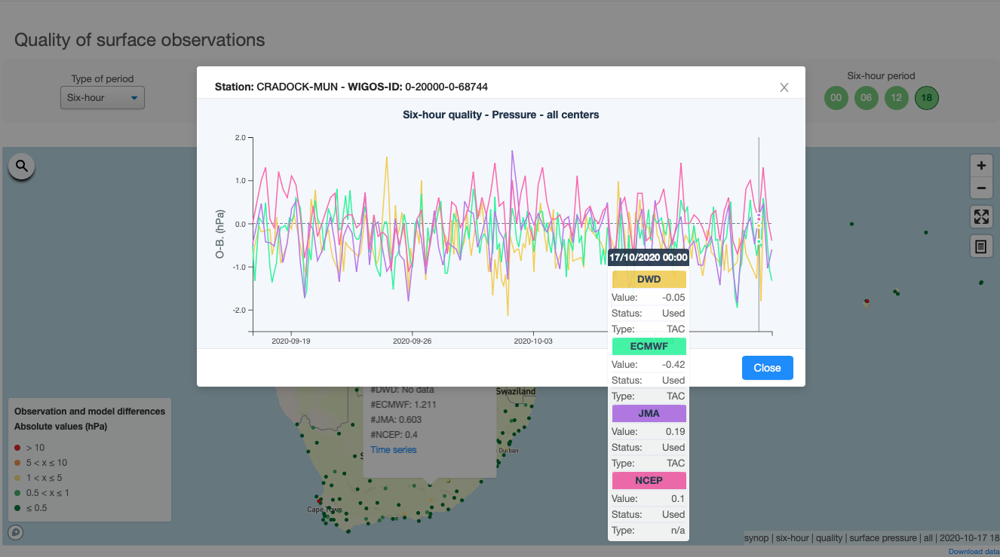 Quality of surface observations
Type of period
Six-hour
Six-hour period
00 06 12 18
Station: CRADOCK-MUN - WIGOS-ID: 0-20000-0-68744
X
Six-hour quality - Pressure - all centers
O-B. (hPa)
2.0
1.0
0.0
-1.0
-2.0
2020-09-19 2020-09-26 2020-10-03
17/10/2020 00:00
DWD
Value: -0.05
Status: Used
Type: TAC
ECMWF
Value: -0.42
Status: Used
Type: TAC
JMA
Value: 0.19
Status: Used
Type: TAC
NCEP
Value: 0.1
Status: Used
Type: n/a
Close
+
−
#DWD: No data
#ECMWF: 1.211
#JMA: 0.603
#NCEP: 0.4
Time series
Swaziland
Durban
Cape Town
Observation and model differences
Absolute values (hPa)
> 10
5 < x ≤ 10
1 < x ≤ 5
0.5 < x ≤ 1
≤ 0.5
synop | six-hour | quality | surface pressure | all | 2020-10-17 18
Download data